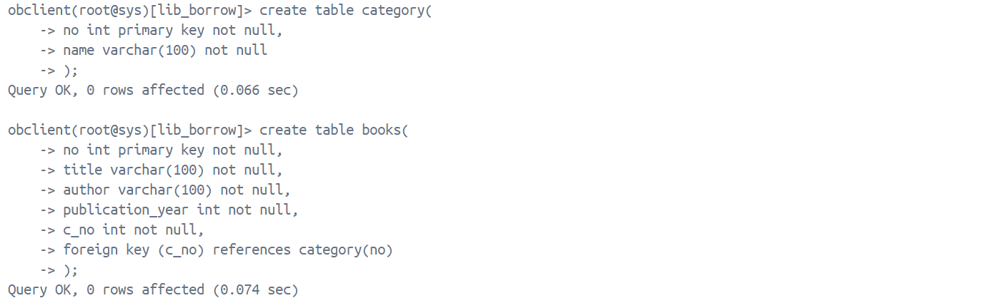 obclient(root@sys)[lib_borrow]> create table category(
    -> no int primary key not null,
    -> name varchar(100) not null
    -> );
Query OK, 0 rows affected (0.066 sec)

obclient(root@sys)[lib_borrow]> create table books(
    -> no int primary key not null,
    -> title varchar(100) not null,
    -> author varchar(100) not null,
    -> publication_year int not null,
    -> c_no int not null,
    -> foreign key (c_no) references category(no)
    -> );
Query OK, 0 rows affected (0.074 sec)